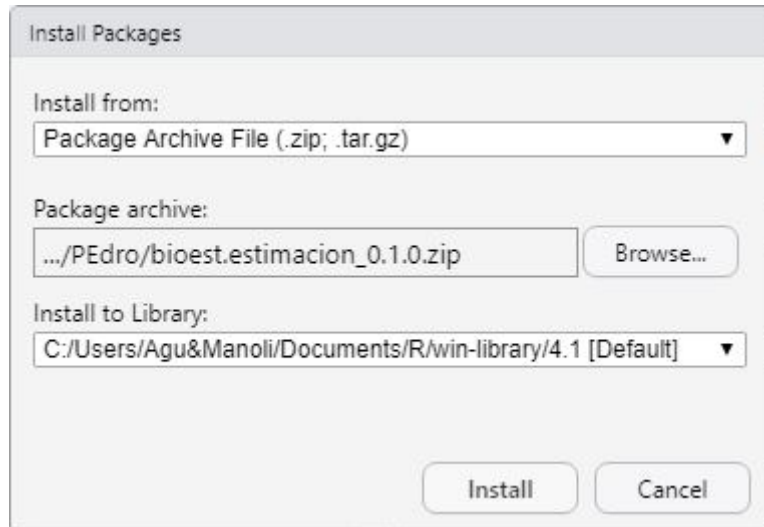 Install Packages
Install from:
Package Archive File (.zip; .tar.gz)
Package archive:
.../PEdro/bioest.estimacion_0.1.0.zip
Browse...
Install to Library:
C:/Users/Agu&Manoli/Documents/R/win-library/4.1 [Default]
Install
Cancel